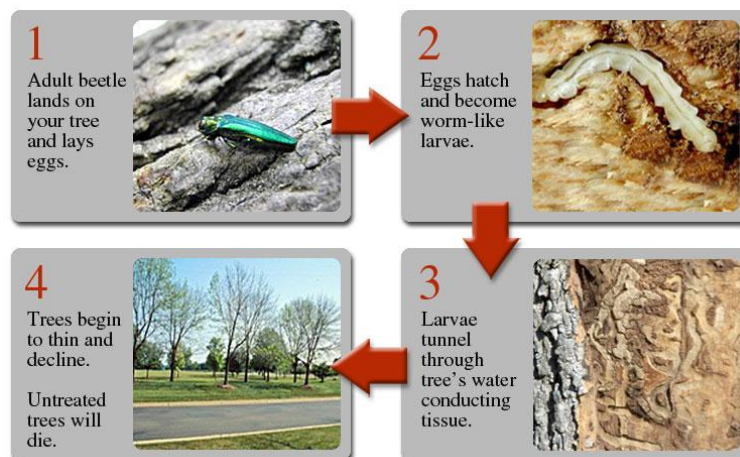 1
Adult beetle
lands on
your tree
and lays
eggs.
2
Eggs hatch
and become
worm-like
larvae.
3
Larvae
tunnel
through
tree's water
conducting
tissue.
4
Trees begin
to thin and
decline.
Untreated
trees will
die.